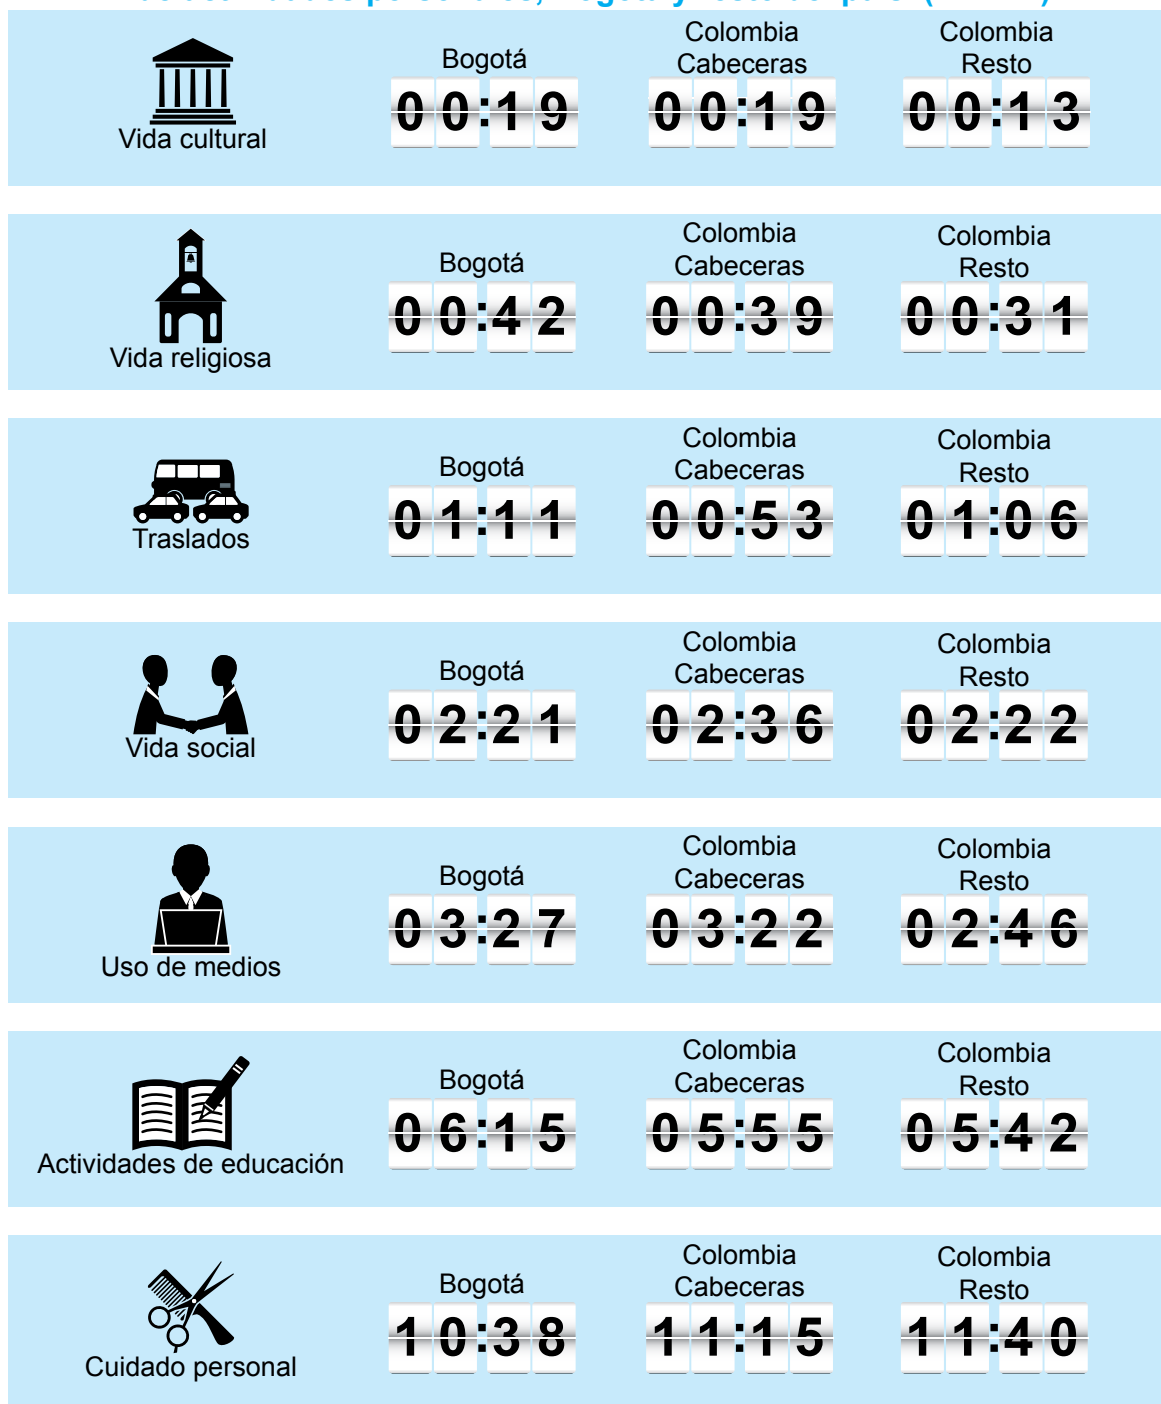 Bogotá
Colombia
Cabeceras
Colombia
Resto
00:19
00:19
00:13
Vida cultural
Bogotá
Colombia
Cabeceras
Colombia
Resto
00:42
00:39
00:31
Vida religiosa
Bogotá
Colombia
Cabeceras
Colombia
Resto
01:11
00:53
01:06
Traslados
Bogotá
Colombia
Cabeceras
Colombia
Resto
02:21
02:36
02:22
Vida social
Bogotá
Colombia
Cabeceras
Colombia
Resto
03:27
03:22
02:46
Uso de medios
Bogotá
Colombia
Cabeceras
Colombia
Resto
06:15
05:55
05:42
Actividades de educación
Bogotá
Colombia
Cabeceras
Colombia
Resto
10:38
11:15
11:40
Cuidado personal